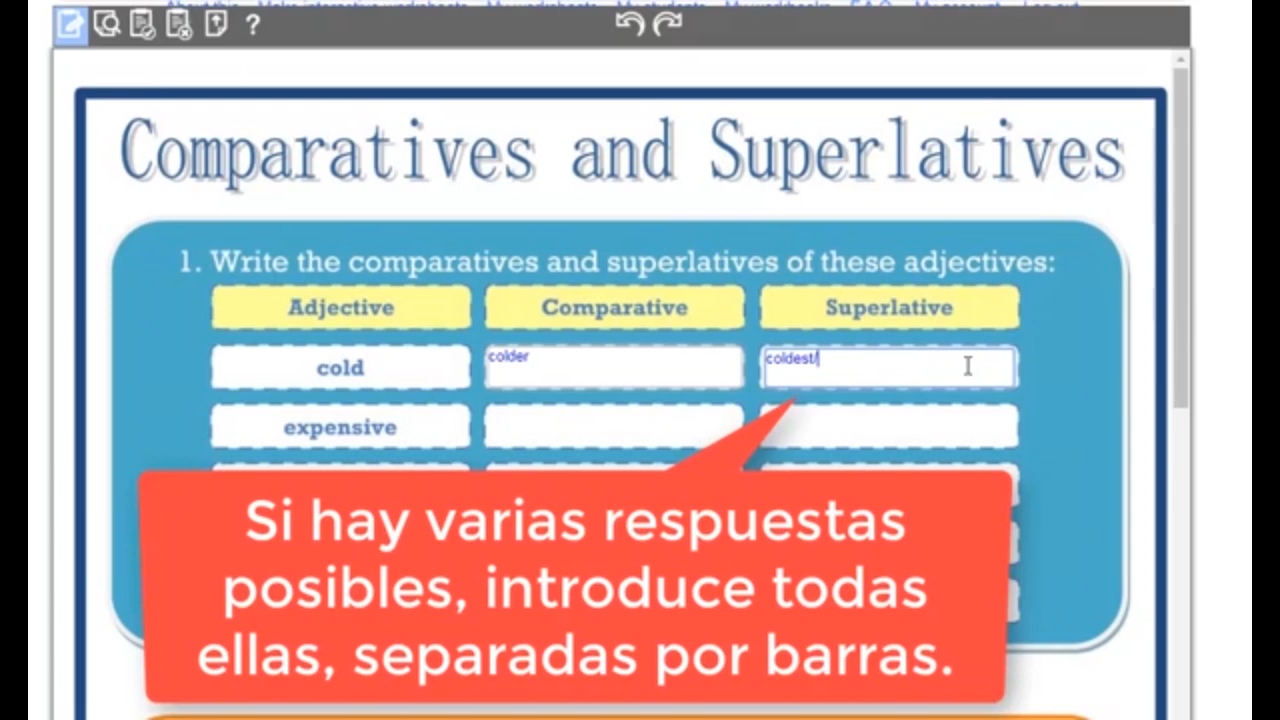 ?
Comparatives and Superlatives
1. Write the comparatives and superlatives of these adjectives:
Adjective Comparative Superlative
cold colder coldest/
expensive
Si hay varias respuestas
posibles, introduce todas
ellas, separadas por barras.